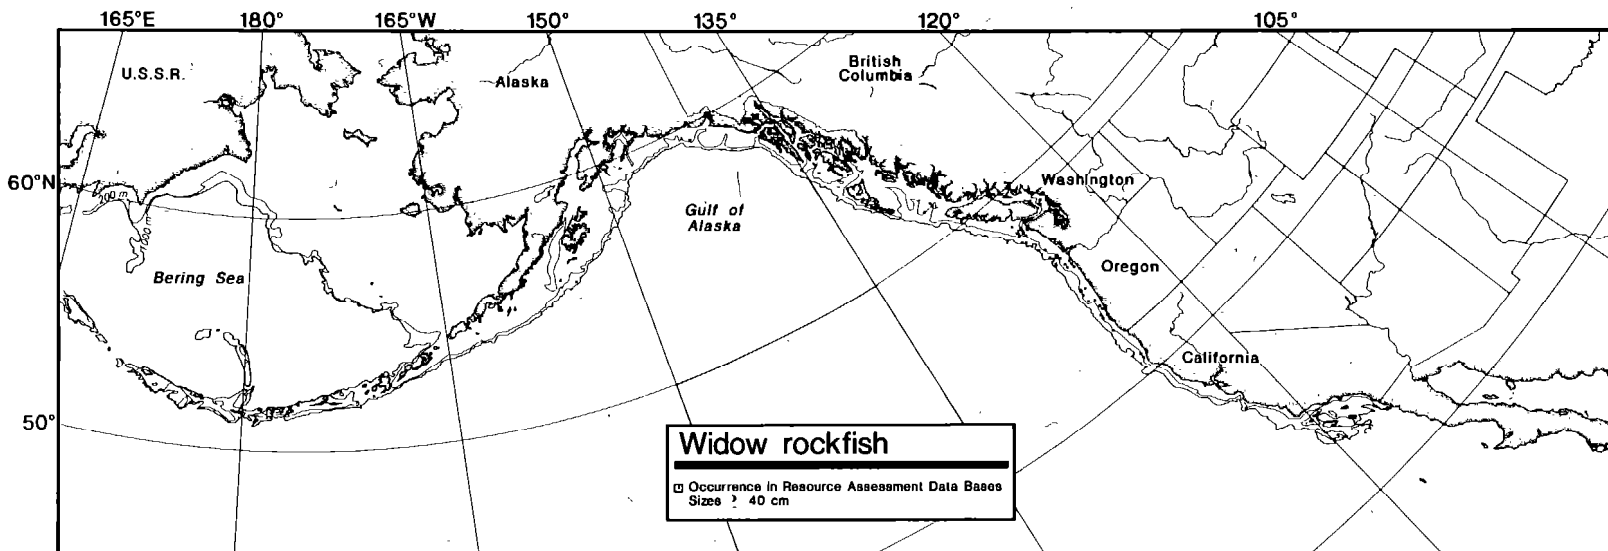 165°E 180° 165°W 150° 135° 120° 105°
U.S.S.R.
Alaska
British
Columbia
60°N
200 m
Washington
Gulf of
Alaska
Bering Sea
Oregon
California
50°
Widow rockfish
Occurrence in Resource Assessment Data Bases
Sizes ≥ 40 cm